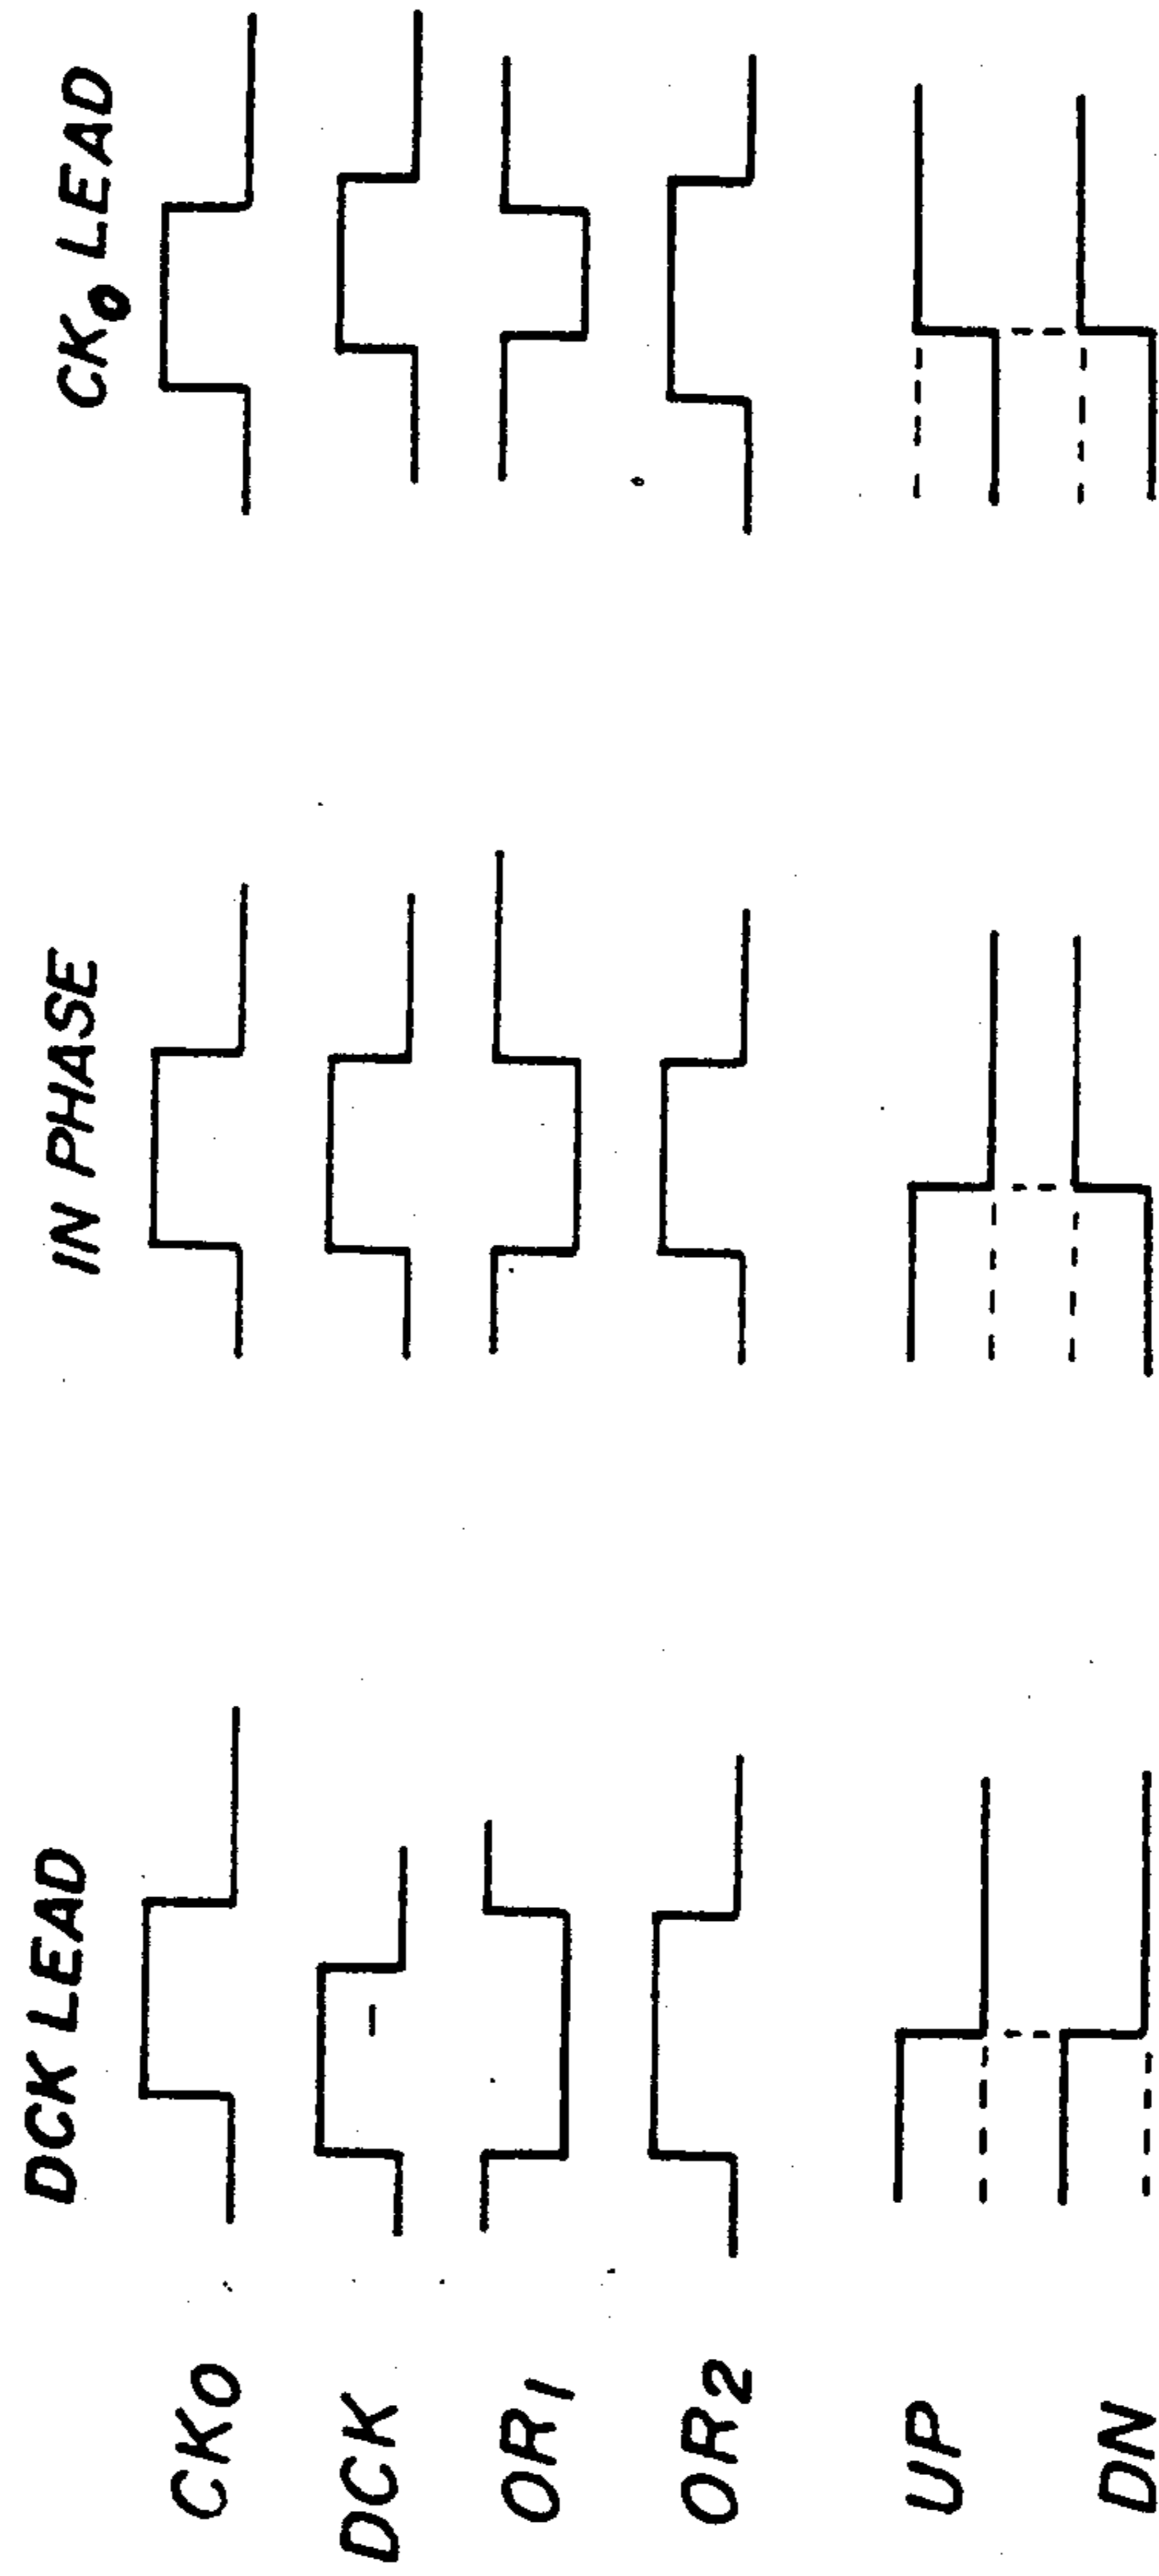 DCK LEAD
IN PHASE
CK0 LEAD
CK0
DCK
OR1
OR2
UP
DN